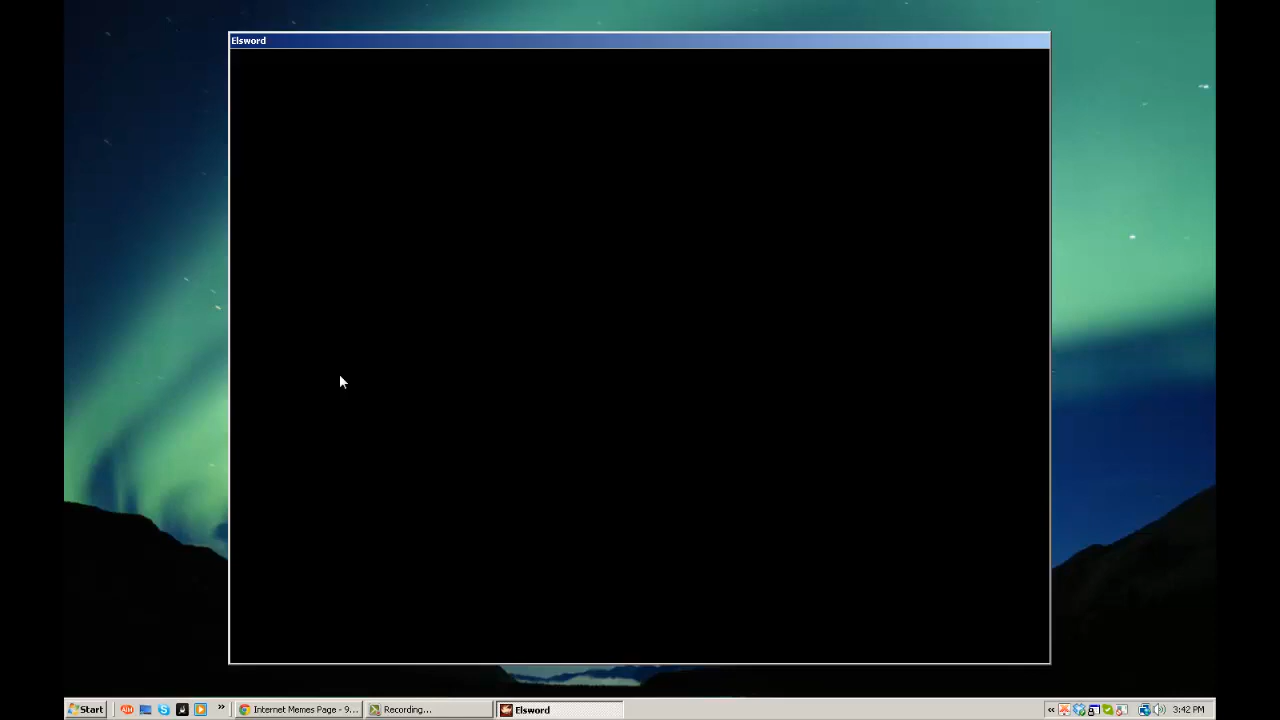 Elsword
Start
Internet Memes Page - 9...
Recording...
Elsword
3:42 PM